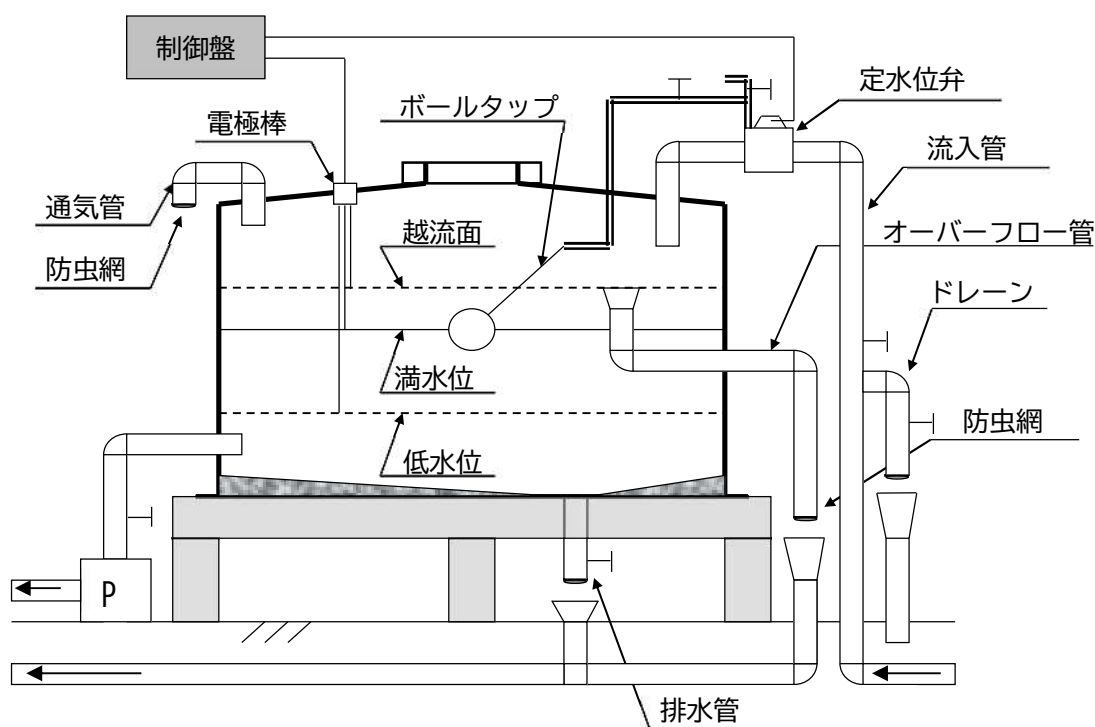 制御盤
定水位弁
ボールタップ
電極棒
流入管
通気管
越流面
オーバーフロー管
防虫網
ドレーン
満水位
防虫網
低水位
P
排水管